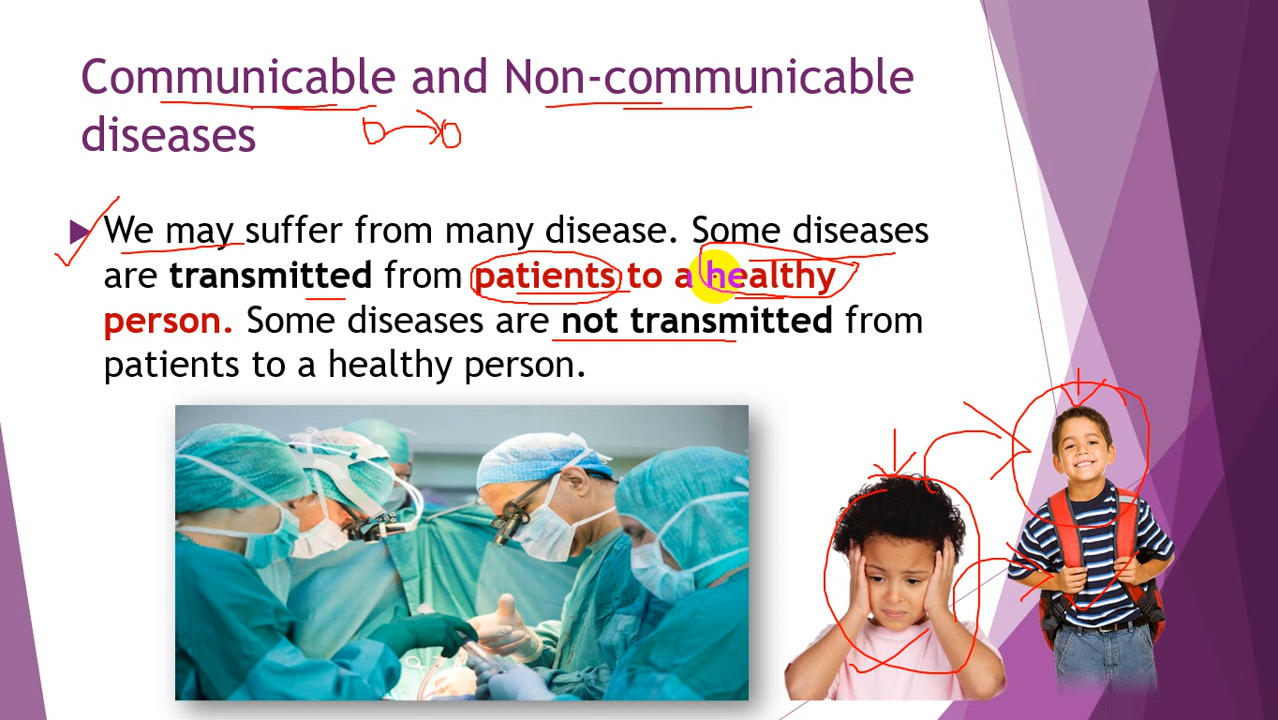 Communicable and Non-communicable
diseases
We may suffer from many disease. Some diseases
are transmitted from patients to a healthy
person. Some diseases are not transmitted from
patients to a healthy person.